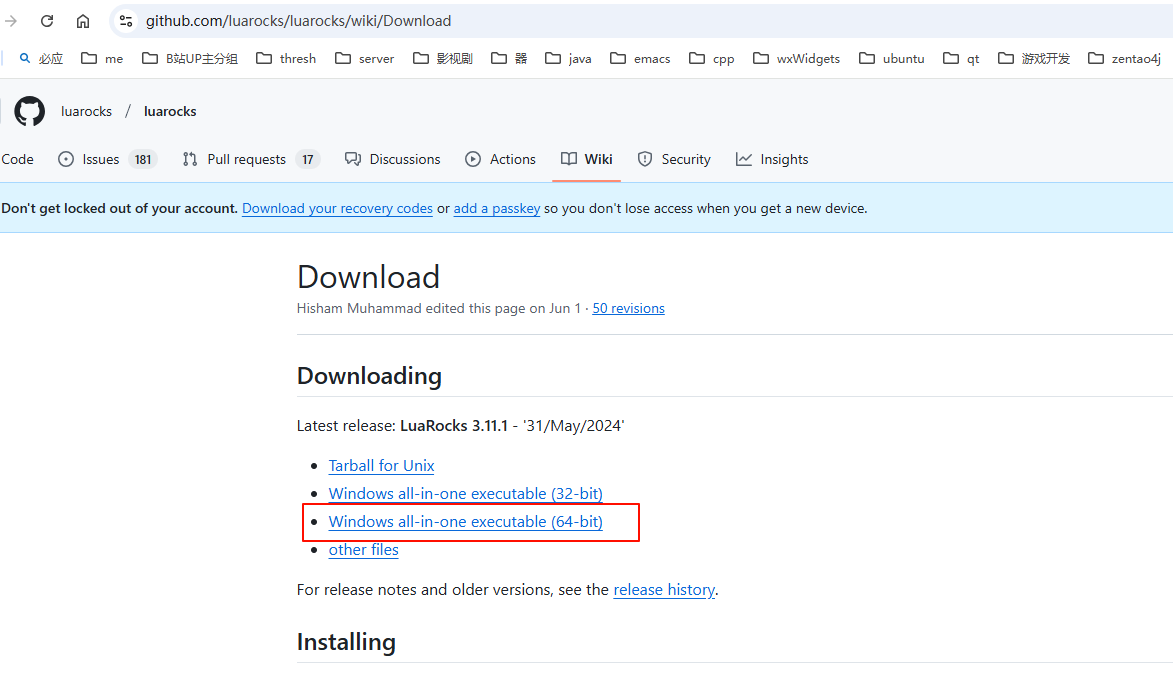 github.com/luarocks/luarocks/wiki/Download
必应 me B站UP主分组 thresh server 影视剧 器 java emacs cpp wxWidgets ubuntu qt 游戏开发 zentao4j
luarocks / luarocks
Code Issues 181 Pull requests 17 Discussions Actions Wiki Security Insights
Don't get locked out of your account. Download your recovery codes or add a passkey so you don't lose access when you get a new device.
Download
Hisham Muhammad edited this page on Jun 1 · 50 revisions
Downloading
Latest release: LuaRocks 3.11.1 - '31/May/2024'
Tarball for Unix
Windows all-in-one executable (32-bit)
Windows all-in-one executable (64-bit)
other files
For release notes and older versions, see the release history.
Installing